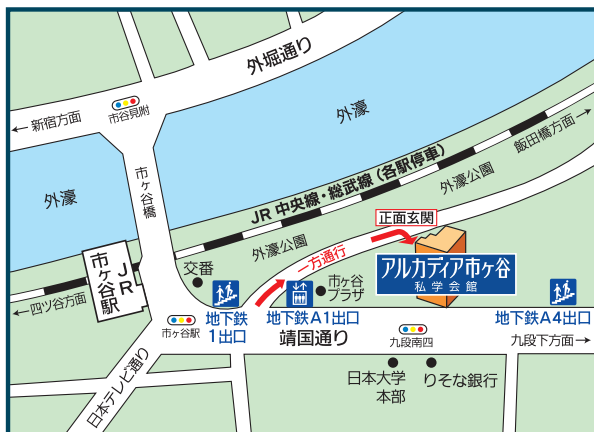 外堀通り
← 新宿方面
市谷見附
外濠
飯田橋方面 →
市ヶ谷橋
JR 中央線・総武線 (各駅停車)
外濠公園
外濠
正面玄関
JR
市ヶ谷駅
交番
外濠公園
一方通行
アルカディア市ヶ谷
私学会館
市ヶ谷
プラザ
← 四ツ谷方面
市ヶ谷駅
地下鉄
1出口
地下鉄A1出口
地下鉄A4出口
靖国通り
九段南四
九段下方面 →
日本テレビ通り
日本大学
本部
りそな銀行